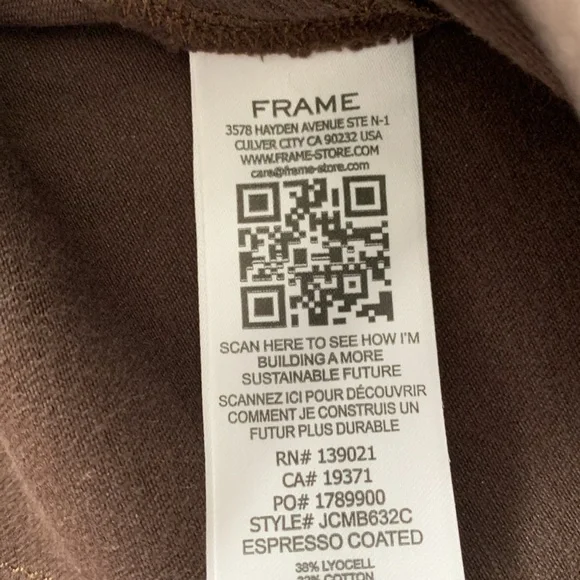 FRAME
3578 HAYDEN AVENUE STE N-1
CULVER CITY CA 90232 USA
WWW.FRAME-STORE.COM
care@frame-store.com
SCAN HERE TO SEE HOW I'M
BUILDING A MORE
SUSTAINABLE FUTURE
SCANNEZ ICI POUR DÉCOUVRIR
COMMENT JE CONSTRUIS UN
FUTUR PLUS DURABLE
RN# 139021
CA# 19371
PO# 1789900
STYLE# JCMB632C
ESPRESSO COATED
38% LYOCELL
COTTON